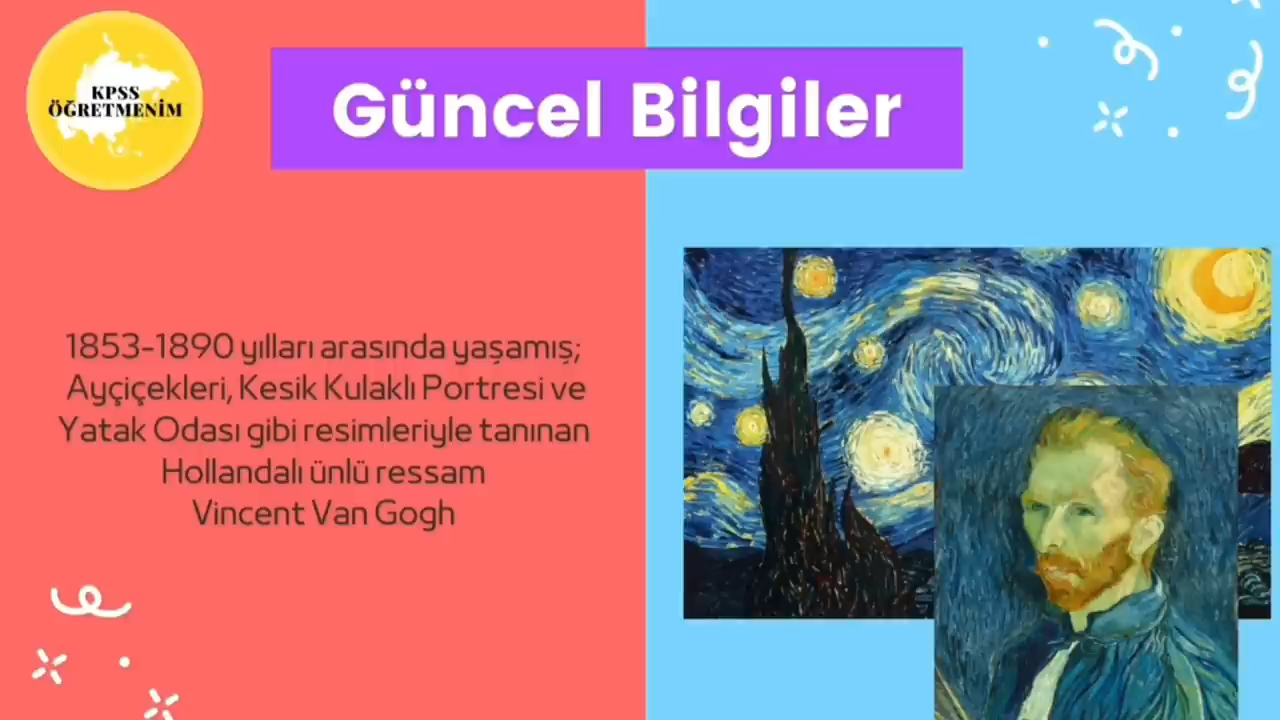 KPSS
ÖĞRETMENİM
Güncel Bilgiler
1853-1890 yılları arasında yaşamış;
Ayçiçekleri, Kesik Kulaklı Portresi ve
Yatak Odası gibi resimleriyle tanınan
Hollandalı ünlü ressam
Vincent Van Gogh